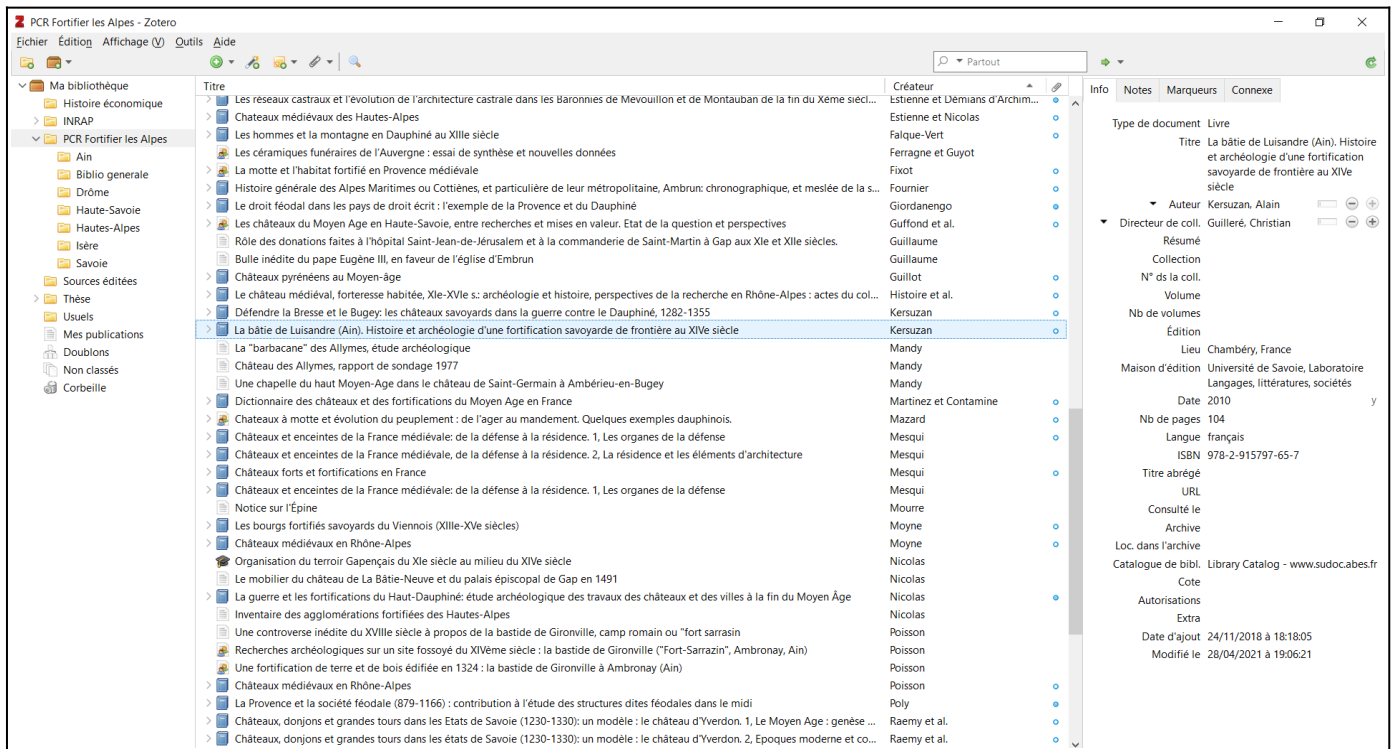 PCR Fortifier les Alpes - Zotero
Fichier Édition Affichage (V) Outils Aide
Partout
Ma bibliothèque
Histoire économique
INRAP
PCR Fortifier les Alpes
Ain
Biblio generale
Drôme
Haute-Savoie
Hautes-Alpes
Isère
Savoie
Sources éditées
Thèse
Usuels
Mes publications
Doublons
Non classés
Corbeille
Titre Créateur
Les réseaux castraux et l'évolution de l'architecture castrale dans les Baronnies de Mévouillon et de Montauban de la fin du Xème siècl... Estienne et Démians d'Archim...
Chateaux médiévaux des Hautes-Alpes Estienne et Nicolas
Les hommes et la montagne en Dauphiné au XIIIe siècle Falque-Vert
Les céramiques funéraires de l'Auvergne : essai de synthèse et nouvelles données Ferragne et Guyot
La motte et l'habitat fortifié en Provence médiévale Fixot
Histoire générale des Alpes Maritimes ou Cottiènes, et particulière de leur métropolitaine, Ambrun: chronographique, et meslée de la s... Fournier
Le droit féodal dans les pays de droit écrit : l'exemple de la Provence et du Dauphiné Giordanengo
Les châteaux du Moyen Age en Haute-Savoie, entre recherches et mises en valeur. Etat de la question et perspectives Guffond et al.
Rôle des donations faites à l'hôpital Saint-Jean-de-Jérusalem et à la commanderie de Saint-Martin à Gap aux XIe et XIIe siècles. Guillaume
Bulle inédite du pape Eugène III, en faveur de l'église d'Embrun Guillaume
Châteaux pyrénéens au Moyen-âge Guillot
Le château médiéval, forteresse habitée, XIe-XVIe s.: archéologie et histoire, perspectives de la recherche en Rhône-Alpes : actes du col... Histoire et al.
Défendre la Bresse et le Bugey: les châteaux savoyards dans la guerre contre le Dauphiné, 1282-1355 Kersuzan
La bâtie de Luisandre (Ain). Histoire et archéologie d'une fortification savoyarde de frontière au XIVe siècle Kersuzan
La "barbacane" des Allymes, étude archéologique Mandy
Château des Allymes, rapport de sondage 1977 Mandy
Une chapelle du haut Moyen-Age dans le château de Saint-Germain à Ambérieu-en-Bugey Mandy
Dictionnaire des châteaux et des fortifications du Moyen Age en France Martinez et Contamine
Chateaux à motte et évolution du peuplement : de l'ager au mandement. Quelques exemples dauphinois. Mazard
Châteaux et enceintes de la France médiévale: de la défense à la résidence. 1, Les organes de la défense Mesqui
Châteaux et enceintes de la France médiévale, de la défense à la résidence. 2, La résidence et les éléments d'architecture Mesqui
Châteaux forts et fortifications en France Mesqui
Châteaux et enceintes de la France médiévale: de la défense à la résidence. 1, Les organes de la défense Mesqui
Notice sur l'Épine Mourre
Les bourgs fortifiés savoyards du Viennois (XIIIe-XVe siècles) Moyne
Châteaux médiévaux en Rhône-Alpes Moyne
Organisation du terroir Gapençais du XIe siècle au milieu du XIVe siècle Nicolas
Le mobilier du château de La Bâtie-Neuve et du palais épiscopal de Gap en 1491 Nicolas
La guerre et les fortifications du Haut-Dauphiné: étude archéologique des travaux des châteaux et des villes à la fin du Moyen Âge Nicolas
Inventaire des agglomérations fortifiées des Hautes-Alpes Nicolas
Une controverse inédite du XVIIIe siècle à propos de la bastide de Gironville, camp romain ou "fort sarrasin Poisson
Recherches archéologiques sur un site fossoyé du XIVème siècle : la bastide de Gironville ("Fort-Sarrazin", Ambronay, Ain) Poisson
Une fortification de terre et de bois édifiée en 1324 : la bastide de Gironville à Ambronay (Ain) Poisson
Châteaux médiévaux en Rhône-Alpes Poisson
La Provence et la société féodale (879-1166) : contribution à l'étude des structures dites féodales dans le midi Poly
Châteaux, donjons et grandes tours dans les Etats de Savoie (1230-1330): un modèle : le château d'Yverdon. 1, Le Moyen Age : genèse ... Raemy et al.
Châteaux, donjons et grandes tours dans les états de Savoie (1230-1330): un modèle : le château d'Yverdon. 2, Epoques moderne et co... Raemy et al.
Info Notes Marqueurs Connexe
Type de document Livre
Titre La bâtie de Luisandre (Ain). Histoire
et archéologie d'une fortification
savoyarde de frontière au XIVe
siècle
Auteur Kersuzan, Alain
Directeur de coll. Guilleré, Christian
Résumé
Collection
N° ds la coll.
Volume
Nb de volumes
Édition
Lieu Chambéry, France
Maison d'édition Université de Savoie, Laboratoire
Langages, littératures, sociétés
Date 2010 y
Nb de pages 104
Langue français
ISBN 978-2-915797-65-7
Titre abrégé
URL
Consulté le
Archive
Loc. dans l'archive
Catalogue de bibl. Library Catalog - www.sudoc.abes.fr
Cote
Autorisations
Extra
Date d'ajout 24/11/2018 à 18:18:05
Modifié le 28/04/2021 à 19:06:21